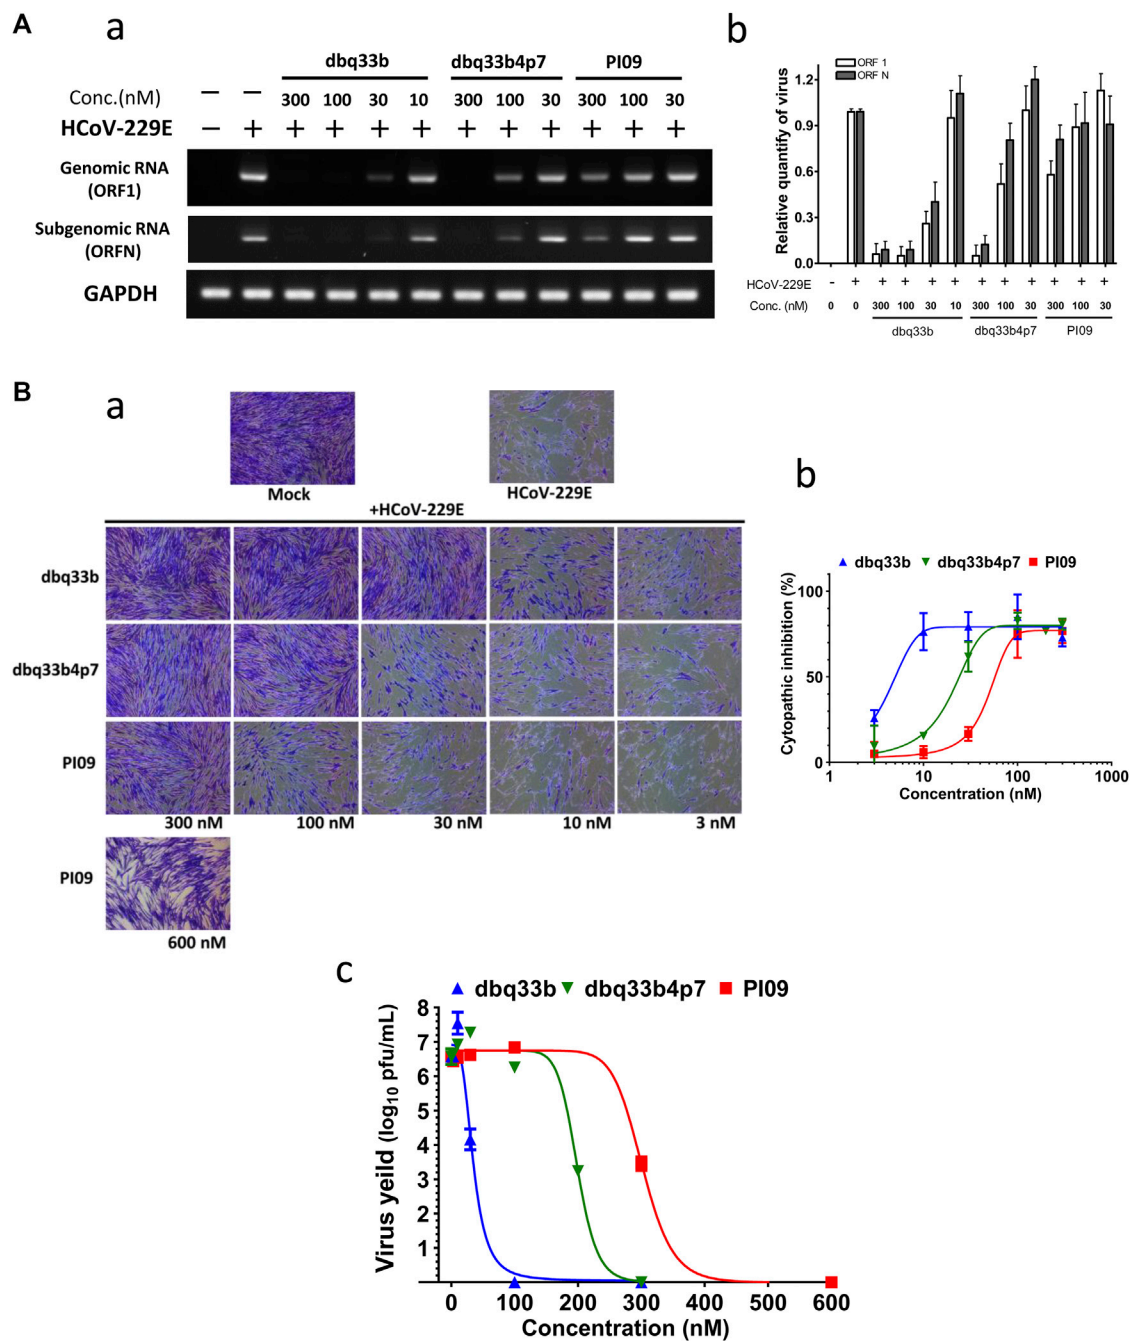 A
a
dbq33b
dbq33b4p7
PI09
Conc.(nM)
— — 300 100 30 10 300 100 30 300 100 30
HCoV-229E
— + + + + + + + + + + +
Genomic RNA
(ORF1)
Subgenomic RNA
(ORFN)
GAPDH
b
ORF 1
ORF N
Relative quantify of virus
1.2
0.9
0.6
0.3
0.0
HCoV-229E - + + + + + + + + + + +
Conc. (nM) 0 0 300 100 30 10 300 100 30 300 100 30
dbq33b dbq33b4p7 PI09
B
a
Mock
HCoV-229E
+HCoV-229E
dbq33b
dbq33b4p7
PI09
300 nM 100 nM 30 nM 10 nM 3 nM
PI09
600 nM
b
dbq33b dbq33b4p7 PI09
Cytopathic inhibition (%)
100
50
0
1 10 100 1000
Concentration (nM)
c
dbq33b dbq33b4p7 PI09
Virus yeild (log10 pfu/mL)
8
7
6
5
4
3
2
1
0 100 200 300 400 500 600
Concentration (nM)